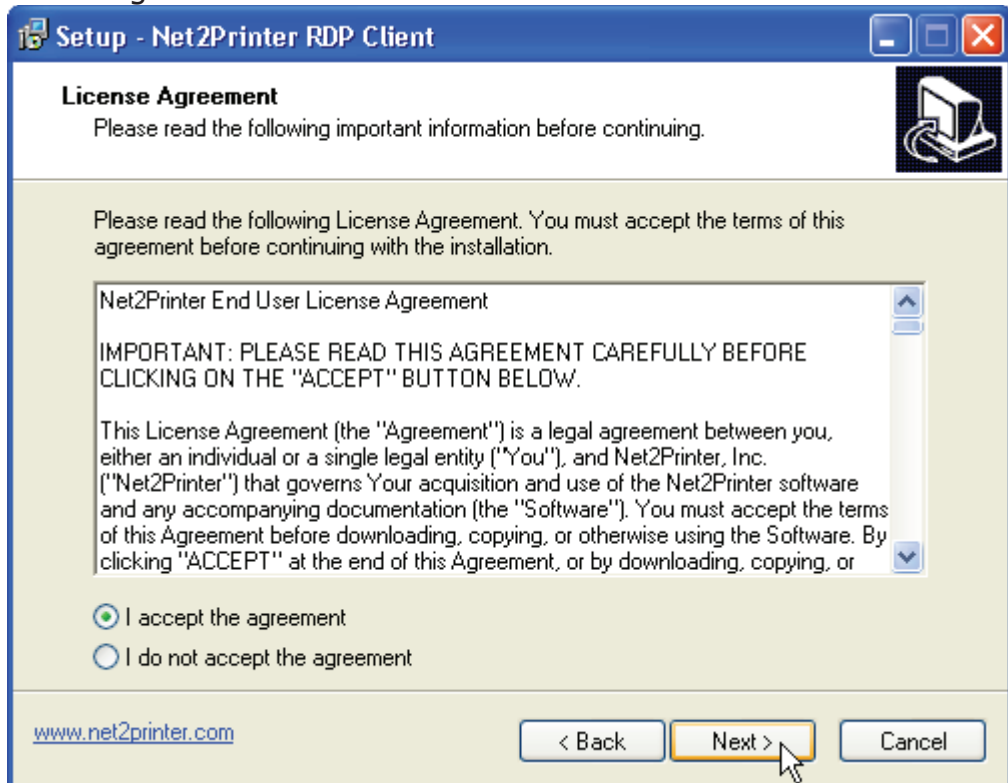 Setup - Net2Printer RDP Client
License Agreement
Please read the following important information before continuing.
Please read the following License Agreement. You must accept the terms of this
agreement before continuing with the installation.
Net2Printer End User License Agreement
IMPORTANT: PLEASE READ THIS AGREEMENT CAREFULLY BEFORE
CLICKING ON THE "ACCEPT" BUTTON BELOW.
This License Agreement (the "Agreement") is a legal agreement between you,
either an individual or a single legal entity ("You"), and Net2Printer, Inc.
("Net2Printer") that governs Your acquisition and use of the Net2Printer software
and any accompanying documentation (the "Software"). You must accept the terms
of this Agreement before downloading, copying, or otherwise using the Software. By
clicking "ACCEPT" at the end of this Agreement, or by downloading, copying, or
I accept the agreement
I do not accept the agreement
www.net2printer.com
< Back
Next >
Cancel